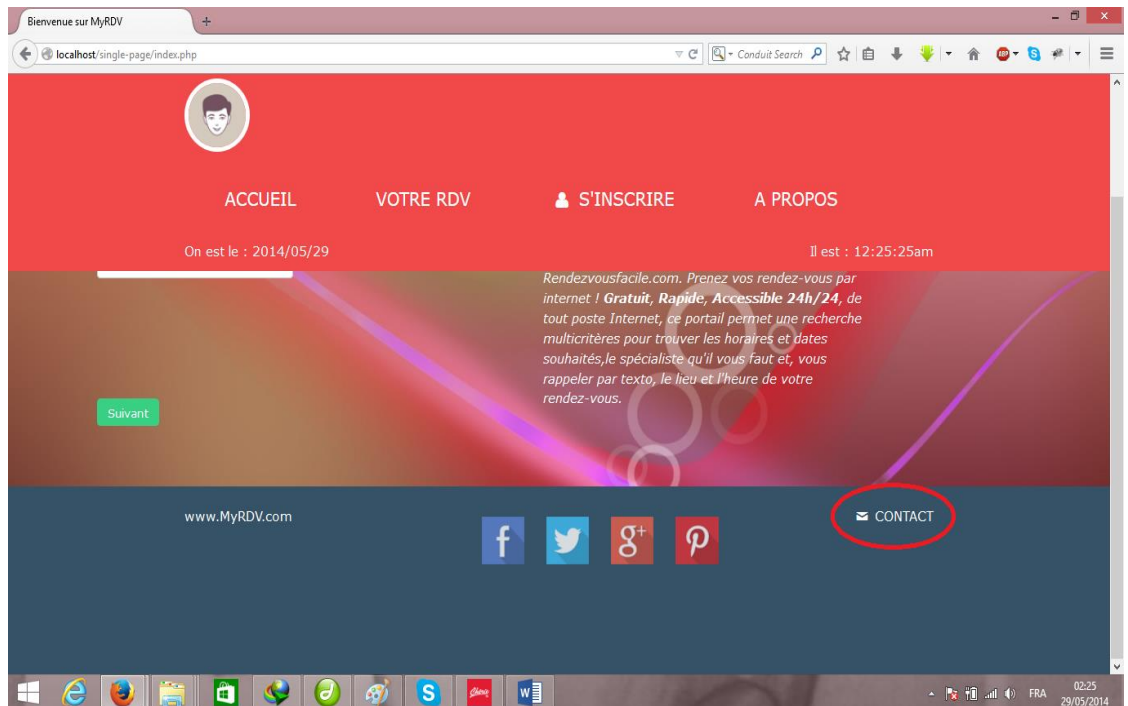 Bienvenue sur MyRDV
localhost/single-page/index.php
Conduit Search
ACCUEIL
VOTRE RDV
S'INSCRIRE
A PROPOS
On est le : 2014/05/29
Il est : 12:25:25am
Rendezvousfacile.com. Prenez vos rendez-vous par
internet ! Gratuit, Rapide, Accessible 24h/24, de
tout poste Internet, ce portail permet une recherche
multicritères pour trouver les horaires et dates
souhaités,le spécialiste qu'il vous faut et, vous
rappeler par texto, le lieu et l'heure de votre
rendez-vous.
Suivant
www.MyRDV.com
CONTACT
FRA
02:25
29/05/2014